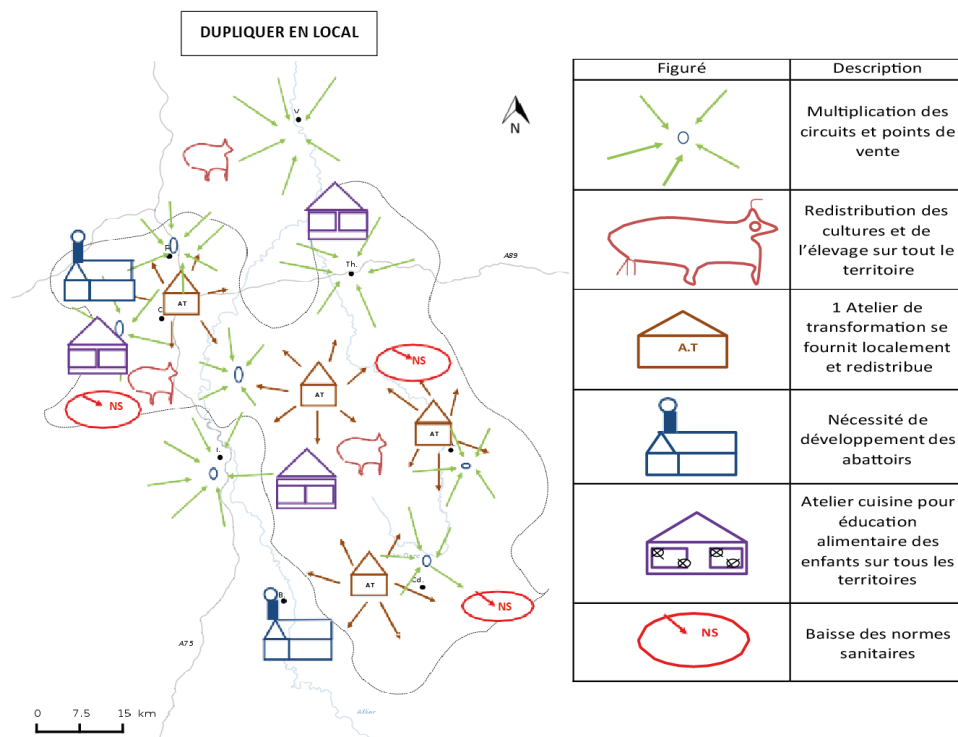 DUPLIQUER EN LOCAL
N
V.
A89
Th.
C.
AT
NS
AT
NS
AT
I.
AT
Cd.
NS
B.
A75
Allier
0 7.5 15 km
Figuré Description
Multiplication des
circuits et points de
vente
Redistribution des
cultures et de
l’élevage sur tout le
territoire
A.T
1 Atelier de
transformation se
fournit localement
et redistribue
Nécessité de
développement des
abattoirs
Atelier cuisine pour
éducation
alimentaire des
enfants sur tous les
territoires
NS
Baisse des normes
sanitaires